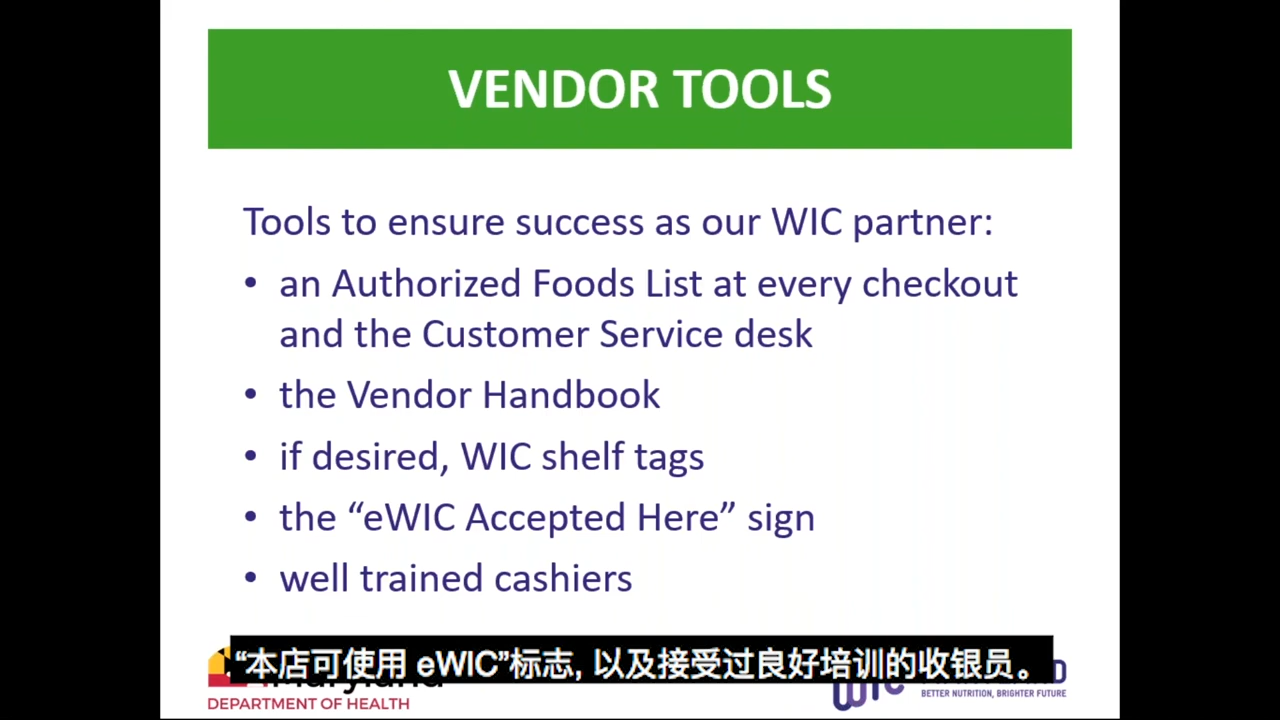 VENDOR TOOLS
Tools to ensure success as our WIC partner:
• an Authorized Foods List at every checkout
and the Customer Service desk
• the Vendor Handbook
• if desired, WIC shelf tags
• the “eWIC Accepted Here” sign
• well trained cashiers
“本店可使用 eWIC”标志, 以及接受过良好培训的收银员。
DEPARTMENT OF HEALTH
BETTER NUTRITION, BRIGHTER FUTURE